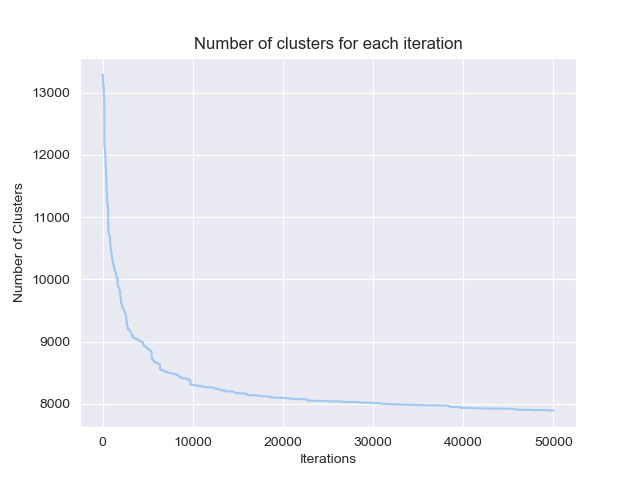 Number of clusters for each iteration
Number of Clusters
13000
12000
11000
10000
9000
8000
0 10000 20000 30000 40000 50000
Iterations